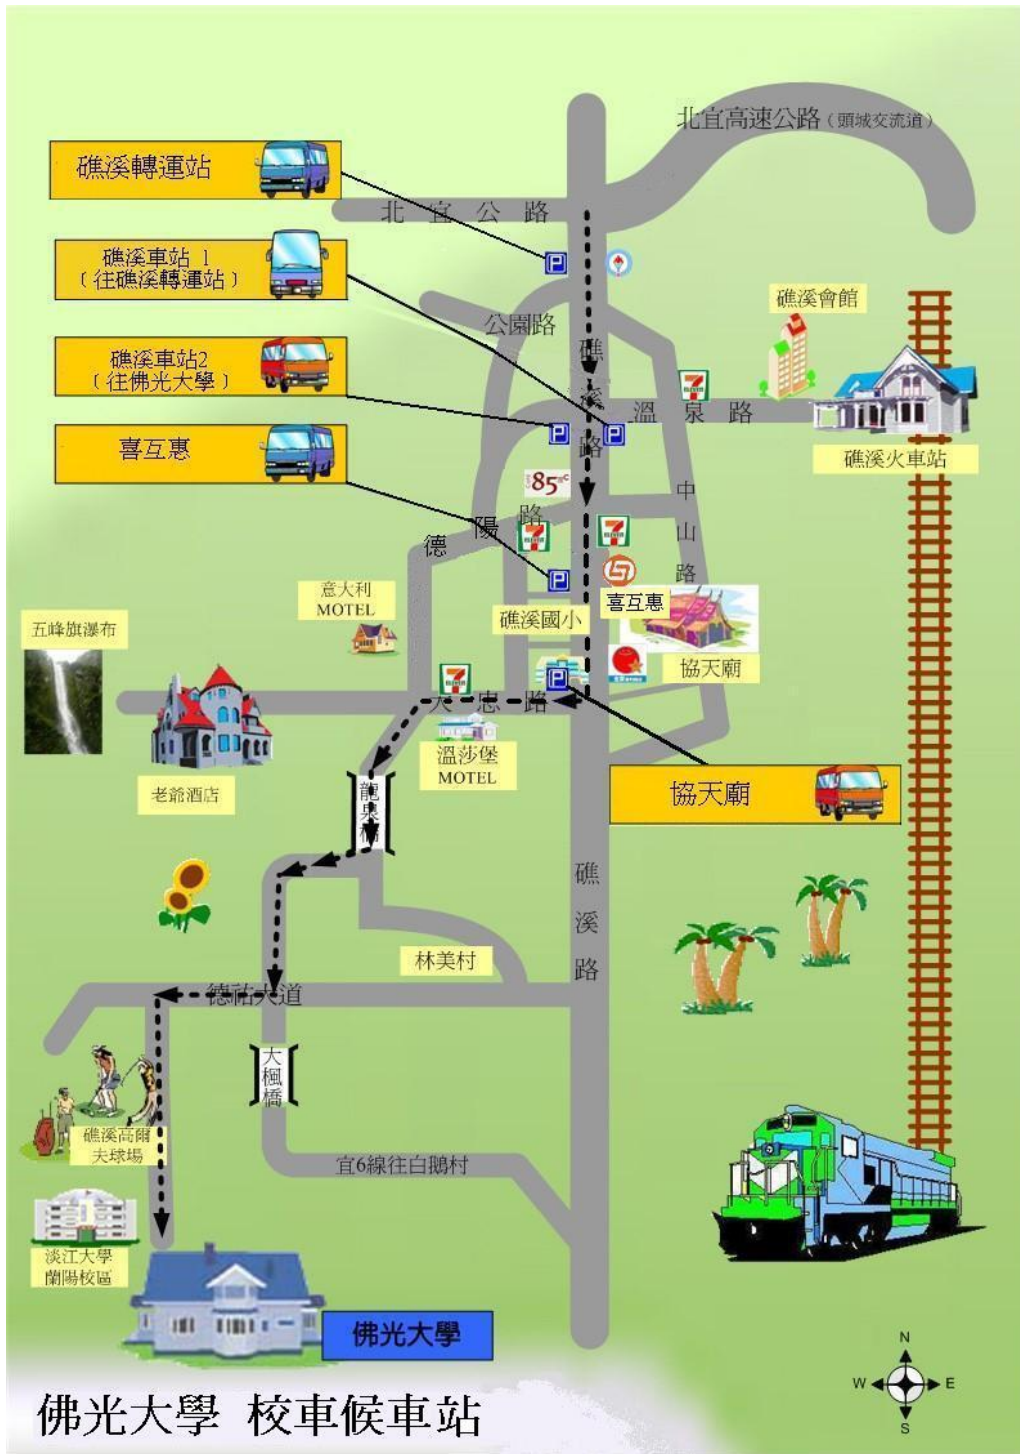 北宜高速公路（頭城交流道）
礁溪轉運站
北宜公路
礁溪車站 1
（往礁溪轉運站）
礁溪會館
公園路
礁溪路
礁溪車站2
（往佛光大學）
溫泉路
喜互惠
礁溪火車站
85°C
中山路
德陽路
7
ELEVEN
意大利
MOTEL
喜互惠
礁溪國小
五峰旗瀑布
協天廟
大忠路
溫莎堡
MOTEL
老爺酒店
龍泉橋
協天廟
礁溪路
林美村
德祐大道
大楓橋
礁溪高爾
夫球場
宜6線往白鵝村
淡江大學
蘭陽校區
佛光大學
N
W
E
S
佛光大學 校車候車站